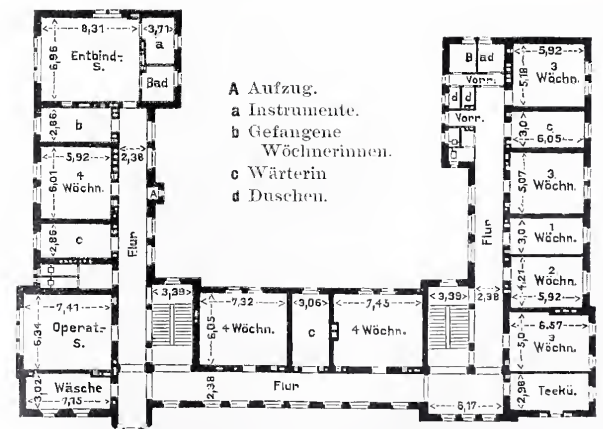 8,31
3,71
6,96
Entbind-
S.
a
Bad
2,86
b
5,92
2,38
6,01
4
Wöchn.
A
2,86
c
Flur
7,41
6,34
Operat-
S.
3,02
Wäsche
7,15
A Aufzug.
a Instrumente.
b Gefangene
Wöchnerinnen.
c Wärterin
d Duschen.
3,39
7,32
6,05
4 Wöchn.
3,06
c
7,45
4 Wöchn.
3,39
2,38
Flur
6,17
B ad
Vorr.
d d
Vorr.
5,92
5,18
3
Wöchn.
3,0
c
6,05
5,07
3
Wöchn.
Flur
3,0
1
Wöchn.
4,21
2
Wöchn.
2,38
5,92
6,57
5,0
3
Wöchn.
2,98
Teekü.